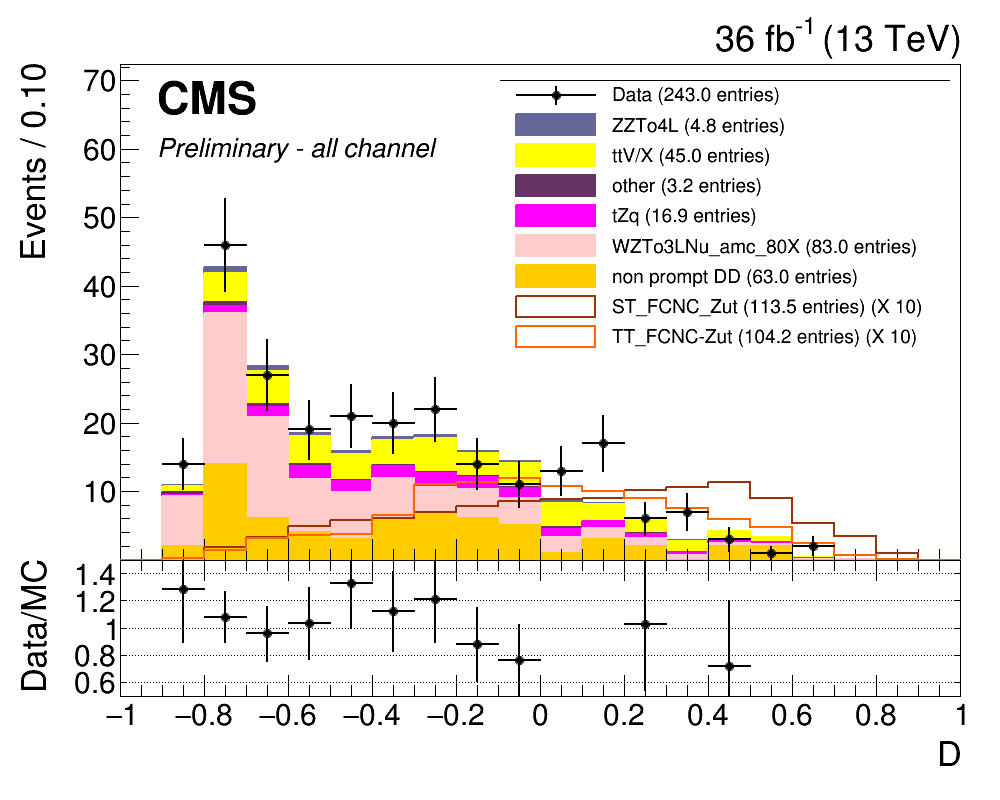 36 fb-1 (13 TeV)
Events / 0.10
CMS
Preliminary - all channel
Data (243.0 entries)
ZZTo4L (4.8 entries)
ttV/X (45.0 entries)
other (3.2 entries)
tZq (16.9 entries)
WZTo3LNu_amc_80X (83.0 entries)
non prompt DD (63.0 entries)
ST_FCNC_Zut (113.5 entries) (X 10)
TT_FCNC-Zut (104.2 entries) (X 10)
70
60
50
40
30
20
10
Data/MC
1.4
1.2
1
0.8
0.6
−1 −0.8 −0.6 −0.4 −0.2 0 0.2 0.4 0.6 0.8 1
D